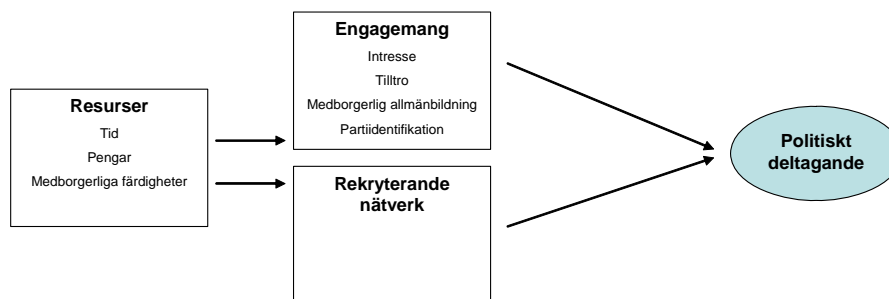 Resurser
Tid
Pengar
Medborgerliga färdigheter
Engagemang
Intresse
Tilltro
Medborgerlig allmänbildning
Partiidentifikation
Rekryterande
nätverk
Politiskt
deltagande